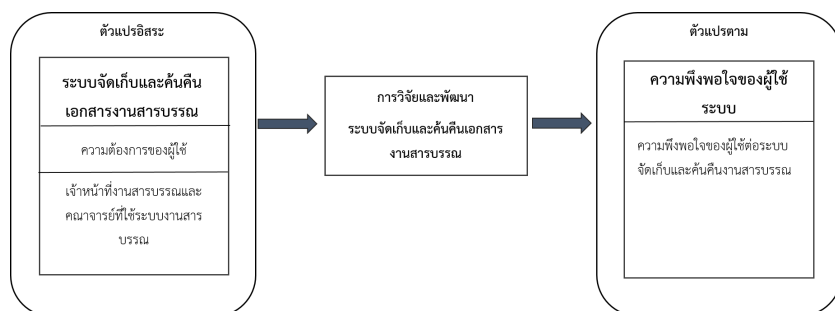 ตัวแปรอิสระ
ระบบจัดเก็บและค้นคืน
เอกสารงานสารบรรณ
ความต้องการของผู้ใช้
เจ้าหน้าที่งานสารบรรณและ
คณาจารย์ที่ใช้ระบบงานสาร
บรรณ
การวิจัยและพัฒนา
ระบบจัดเก็บและค้นคืนเอกสาร
งานสารบรรณ
ตัวแปรตาม
ความพึงพอใจของผู้ใช้
ระบบ
ความพึงพอใจของผู้ใช้ต่อระบบ
จัดเก็บและค้นคืนงานสารบรรณ